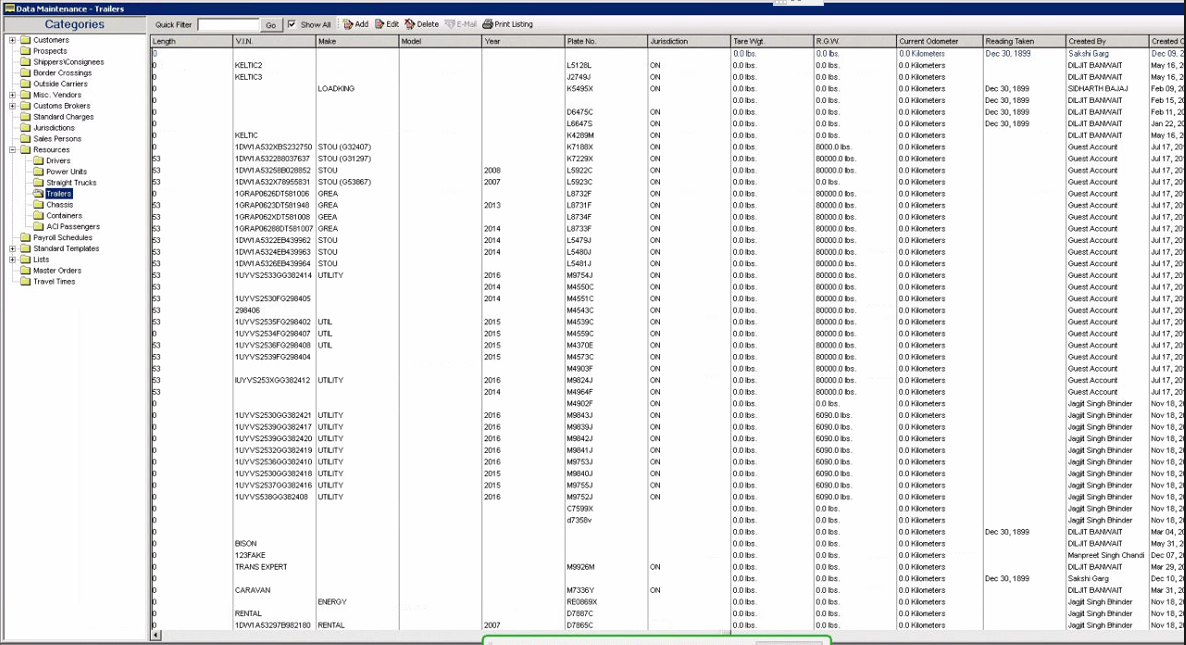 Data Maintenance - Trailers
Categories
Customers
Prospects
Shippers\Consignees
Border Crossings
Outside Carriers
Misc. Vendors
Customs Brokers
Standard Charges
Jurisdictions
Sales Persons
Resources
Drivers
Power Units
Straight Trucks
Trailers
Chassis
Containers
ACI Passengers
Payroll Schedules
Standard Templates
Lists
Master Orders
Travel Times
Quick Filter Go Show All Add Edit Delete E-Mail Print Listing
Length V.I.N. Make Model Year Plate No. Jurisdiction Tare Wgt. R.G.W. Current Odometer Reading Taken Created By Created
0 0.0 lbs. 0.0 lbs. 0.0 Kilometers Dec 30, 1899 Sakshi Garg Dec 09, 2
0 KELTIC2 L5128L ON 0.0 lbs. 0.0 lbs. 0.0 Kilometers DILJIT BANWAIT May 16, 2
0 KELTIC3 J2749J ON 0.0 lbs. 0.0 lbs. 0.0 Kilometers DILJIT BANWAIT May 16, 2
0 LOADKING K5495X ON 0.0 lbs. 0.0 lbs. 0.0 Kilometers Dec 30, 1899 SIDHARTH BAJAJ Feb 09, 20
0 0.0 lbs. 0.0 lbs. 0.0 Kilometers Dec 30, 1899 DILJIT BANWAIT Feb 15, 20
0 D6475C ON 0.0 lbs. 0.0 lbs. 0.0 Kilometers Dec 30, 1899 DILJIT BANWAIT Feb 11, 20
0 L6647S ON 0.0 lbs. 0.0 lbs. 0.0 Kilometers Dec 30, 1899 DILJIT BANWAIT Jan 22, 20
0 KELTIC K4289M ON 0.0 lbs. 0.0 lbs. 0.0 Kilometers DILJIT BANWAIT May 16, 2
0 1DW1A532XBS232750 STOU (G32407) K7188X ON 0.0 lbs. 8000.0 lbs. 0.0 Kilometers Guest Account Jul 17, 20
53 1DW1A532288037637 STOU (G31297) K7229X ON 0.0 lbs. 80000.0 lbs. 0.0 Kilometers Guest Account Jul 17, 20
53 1DW1A53258B028852 STOU 2008 L5922C ON 0.0 lbs. 80000.0 lbs. 0.0 Kilometers Guest Account Jul 17, 20
53 1DW1A532X78955831 STOU (G53867) 2007 L5923C ON 0.0 lbs. 0.0 lbs. 0.0 Kilometers Guest Account Jul 17, 20
0 1GRAP0626DT581006 GREA L8732F ON 0.0 lbs. 80000.0 lbs. 0.0 Kilometers Guest Account Jul 17, 20
53 1GRAP0623DT581948 GREA 2013 L8731F ON 0.0 lbs. 80000.0 lbs. 0.0 Kilometers Guest Account Jul 17, 20
53 1GRAP062XDT581008 GEEA L8734F ON 0.0 lbs. 80000.0 lbs. 0.0 Kilometers Guest Account Jul 17, 20
53 1GRAP06288DT581007 GREA 2014 L8733F ON 0.0 lbs. 80000.0 lbs. 0.0 Kilometers Guest Account Jul 17, 20
53 1DW1A5322EB439962 STOU 2014 L5479J ON 0.0 lbs. 80000.0 lbs. 0.0 Kilometers Guest Account Jul 17, 20
53 1DW1A5324EB439963 STOU 2014 L5480J ON 0.0 lbs. 80000.0 lbs. 0.0 Kilometers Guest Account Jul 17, 20
53 1DW1A5326EB439964 STOU L5481J ON 0.0 lbs. 80000.0 lbs. 0.0 Kilometers Guest Account Jul 17, 20
53 1UYVS2533GG382414 UTILITY 2016 M9754J ON 0.0 lbs. 80000.0 lbs. 0.0 Kilometers Guest Account Jul 17, 20
53 2014 M4550C ON 0.0 lbs. 80000.0 lbs. 0.0 Kilometers Guest Account Jul 17, 20
0 1UYVS2530FG298405 2014 M4551C ON 0.0 lbs. 80000.0 lbs. 0.0 Kilometers Guest Account Jul 17, 20
53 298406 M4543C ON 0.0 lbs. 80000.0 lbs. 0.0 Kilometers Guest Account Jul 17, 20
53 1UYVS2535FG298402 UTIL 2015 M4539C ON 0.0 lbs. 80000.0 lbs. 0.0 Kilometers Guest Account Jul 17, 20
0 1UYVS2534FG298407 UTIL 2015 M4559C ON 0.0 lbs. 80000.0 lbs. 0.0 Kilometers Guest Account Jul 17, 20
53 1UYVS2536FG298408 UTIL 2015 M4370E ON 0.0 lbs. 80000.0 lbs. 0.0 Kilometers Guest Account Jul 17, 20
0 1UYVS2539FG298404 2015 M4573C ON 0.0 lbs. 80000.0 lbs. 0.0 Kilometers Guest Account Jul 17, 20
53 M4903F ON 0.0 lbs. 80000.0 lbs. 0.0 Kilometers Guest Account Jul 17, 20
53 IUYVS253XGG382412 UTILITY 2016 M9824J ON 0.0 lbs. 80000.0 lbs. 0.0 Kilometers Guest Account Jul 17, 20
53 2014 M4964F ON 0.0 lbs. 80000.0 lbs. 0.0 Kilometers Guest Account Jul 17, 20
0 M4902F ON 0.0 lbs. 0.0 lbs. 0.0 Kilometers Jagjit Singh Bhinder Nov 18, 2
0 1UYVS2530GG382421 UTILITY 2016 M9843J ON 0.0 lbs. 6090.0 lbs. 0.0 Kilometers Jagjit Singh Bhinder Nov 18, 2
0 1UYVS2539GG382417 UTILITY 2016 M9839J ON 0.0 lbs. 6090.0 lbs. 0.0 Kilometers Jagjit Singh Bhinder Nov 18, 2
0 1UYVS2539GG382420 UTILITY 2016 M9842J ON 0.0 lbs. 6090.0 lbs. 0.0 Kilometers Jagjit Singh Bhinder Nov 18, 2
0 1UYVS2532GG382419 UTILITY 2016 M9841J ON 0.0 lbs. 6090.0 lbs. 0.0 Kilometers Jagjit Singh Bhinder Nov 18, 2
0 1UYVS2536GG382410 UTILITY 2016 M9753J ON 0.0 lbs. 6090.0 lbs. 0.0 Kilometers Jagjit Singh Bhinder Nov 18, 2
0 1UYVS2530GG382418 UTILITY 2015 M9840J ON 0.0 lbs. 6090.0 lbs. 0.0 Kilometers Jagjit Singh Bhinder Nov 18, 2
0 1UYVS2537GG382416 UTILITY 2015 M9755J ON 0.0 lbs. 6090.0 lbs. 0.0 Kilometers Jagjit Singh Bhinder Nov 18, 2
0 1UYVS538GG382408 UTILITY 2016 M9752J ON 0.0 lbs. 6090.0 lbs. 0.0 Kilometers Jagjit Singh Bhinder Nov 18, 2
0 C7599X 0.0 lbs. 0.0 lbs. 0.0 Kilometers Jagjit Singh Bhinder Nov 18, 2
0 d7358v 0.0 lbs. 0.0 lbs. 0.0 Kilometers Jagjit Singh Bhinder Nov 18, 2
0 0.0 lbs. 0.0 lbs. 0.0 Kilometers Dec 30, 1899 DILJIT BANWAIT Mar 04, 2
0 BISON 0.0 lbs. 0.0 lbs. 0.0 Kilometers DILJIT BANWAIT May 31, 2
0 123FAKE 0.0 lbs. 0.0 lbs. 0.0 Kilometers Manpreet Singh Chandi Dec 07, 2
0 TRANS EXPERT M9926M ON 0.0 lbs. 0.0 lbs. 0.0 Kilometers DILJIT BANWAIT Mar 29, 2
0 0.0 lbs. 0.0 lbs. 0.0 Kilometers Dec 30, 1899 Sakshi Garg Dec 10, 2
0 CARAVAN M7336Y ON 0.0 lbs. 0.0 lbs. 0.0 Kilometers DILJIT BANWAIT Mar 31, 2
0 ENERGY RE0869X 0.0 lbs. 0.0 lbs. 0.0 Kilometers Jagjit Singh Bhinder Nov 18, 2
0 RENTAL D7887C 0.0 lbs. 0.0 lbs. 0.0 Kilometers Jagjit Singh Bhinder Nov 18, 2
0 1DW1A53297B982180 RENTAL 2007 D7865C 0.0 lbs. 0.0 lbs. 0.0 Kilometers Jagjit Singh Bhinder Nov 18, 2